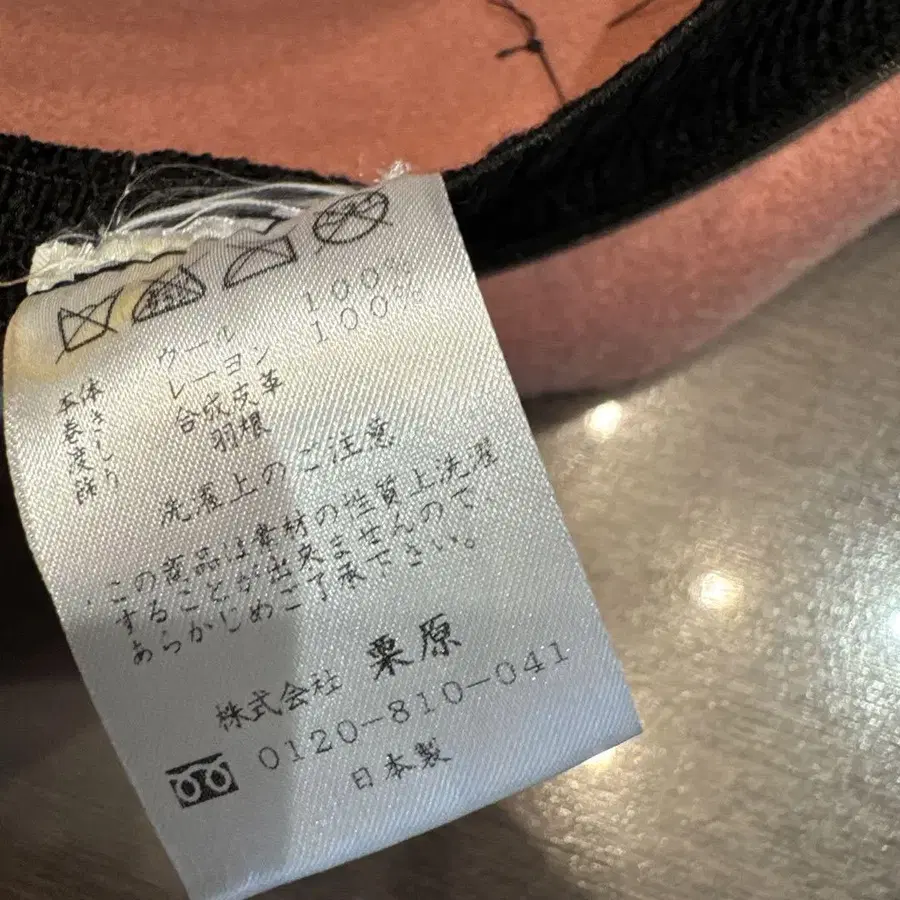 本体 ウール 100%
巻き レーヨン 100%
度し 合成皮革
飾り 羽根
洗濯上のご注意
この商品は素材の性質上洗濯
することが出来ませんので、
あらかじめご了承下さい。
株式会社 栗原
0120-810-041
日本製